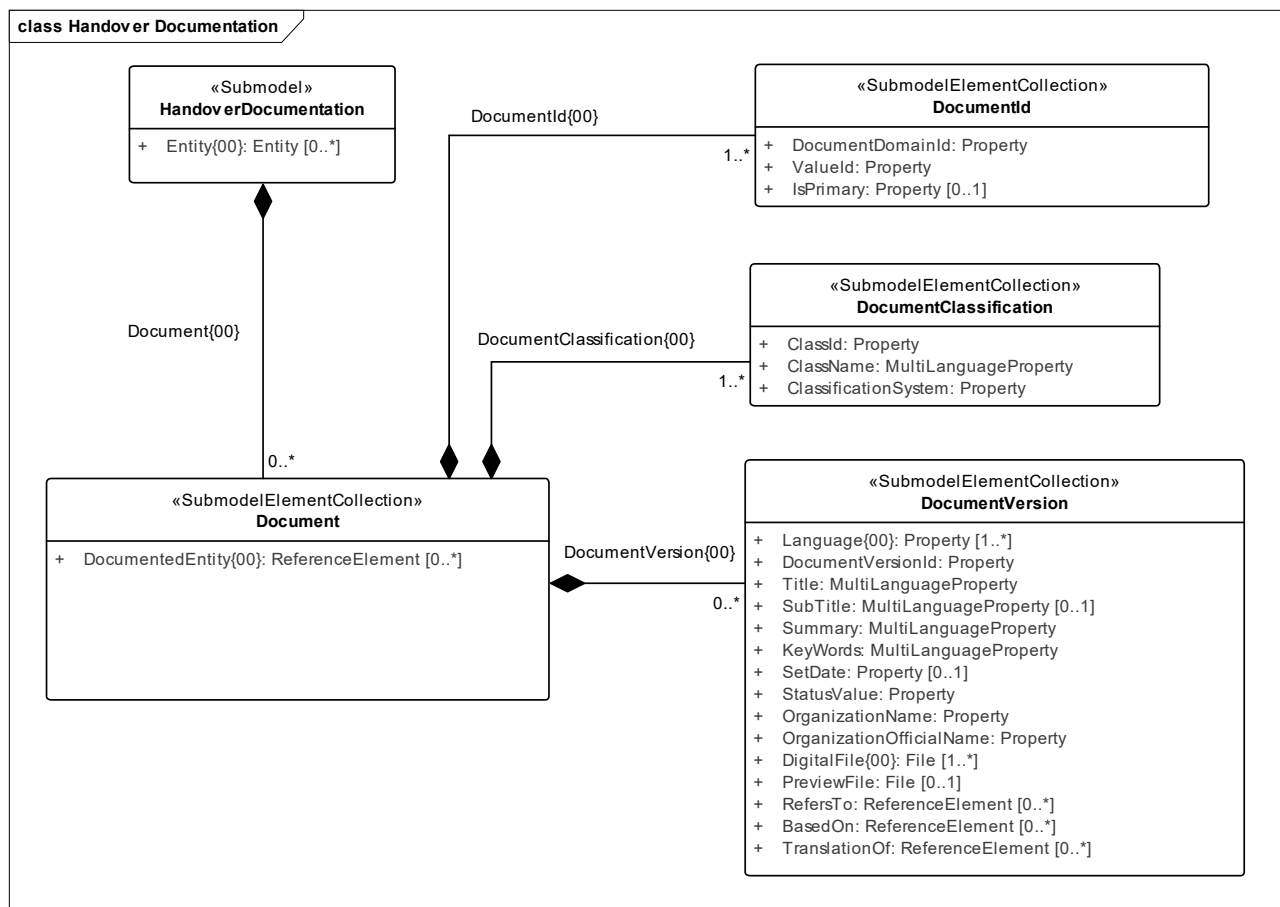 class Handover Documentation
«Submodel»
HandoverDocumentation
+ Entity{00}: Entity [0..*]
DocumentId{00}
1..*
«SubmodelElementCollection»
DocumentId
+ DocumentDomainId: Property
+ ValueId: Property
+ IsPrimary: Property [0..1]
Document{00}
0..*
DocumentClassification{00}
1..*
«SubmodelElementCollection»
DocumentClassification
+ ClassId: Property
+ ClassName: MultiLanguageProperty
+ ClassificationSystem: Property
«SubmodelElementCollection»
Document
+ DocumentedEntity{00}: ReferenceElement [0..*]
DocumentVersion{00}
0..*
«SubmodelElementCollection»
DocumentVersion
+ Language{00}: Property [1..*]
+ DocumentVersionId: Property
+ Title: MultiLanguageProperty
+ SubTitle: MultiLanguageProperty [0..1]
+ Summary: MultiLanguageProperty
+ KeyWords: MultiLanguageProperty
+ SetDate: Property [0..1]
+ StatusValue: Property
+ OrganizationName: Property
+ OrganizationOfficialName: Property
+ DigitalFile{00}: File [1..*]
+ PreviewFile: File [0..1]
+ RefersTo: ReferenceElement [0..*]
+ BasedOn: ReferenceElement [0..*]
+ TranslationOf: ReferenceElement [0..*]